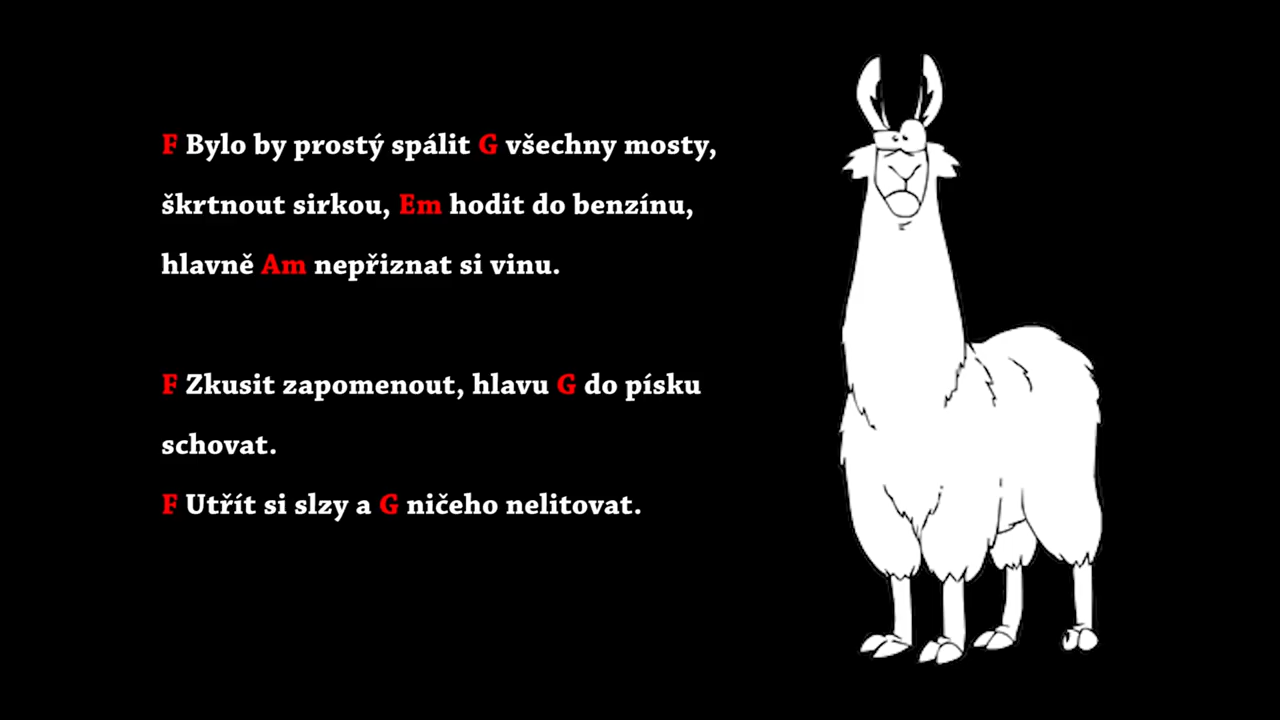 F Bylo by prostý spálit G všechny mosty,
škrtnout sirkou, Em hodit do benzínu,
hlavně Am nepřiznat si vinu.
F Zkusit zapomenout, hlavu G do písku
schovat.
F Utřít si slzy a G ničeho nelitovat.